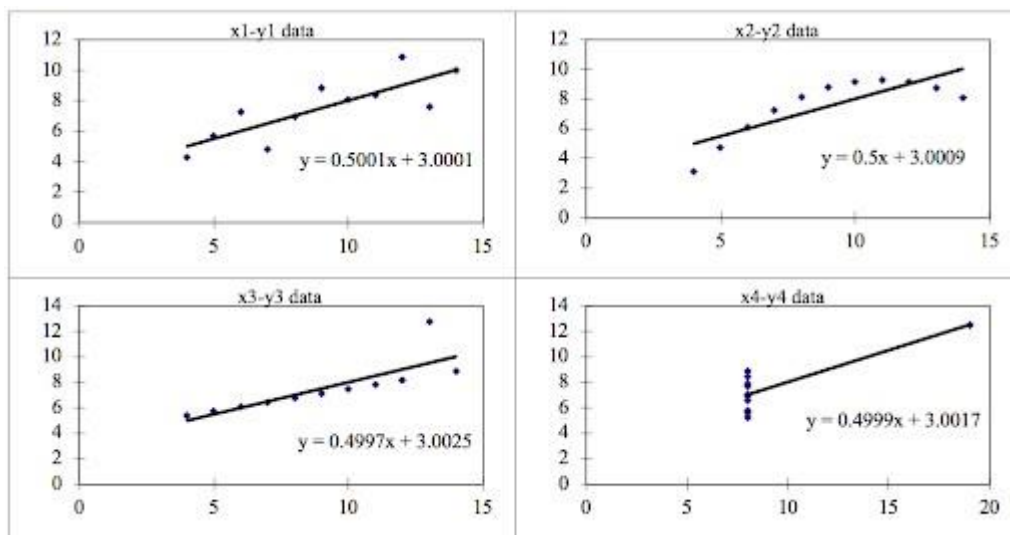 x1-y1 data
12
10
8
6
4
2
0
0 5 10 15
y = 0.5001x + 3.0001
x2-y2 data
12
10
8
6
4
2
0
0 5 10 15
y = 0.5x + 3.0009
x3-y3 data
14
12
10
8
6
4
2
0
0 5 10 15
y = 0.4997x + 3.0025
x4-y4 data
14
12
10
8
6
4
2
0
0 5 10 15 20
y = 0.4999x + 3.0017